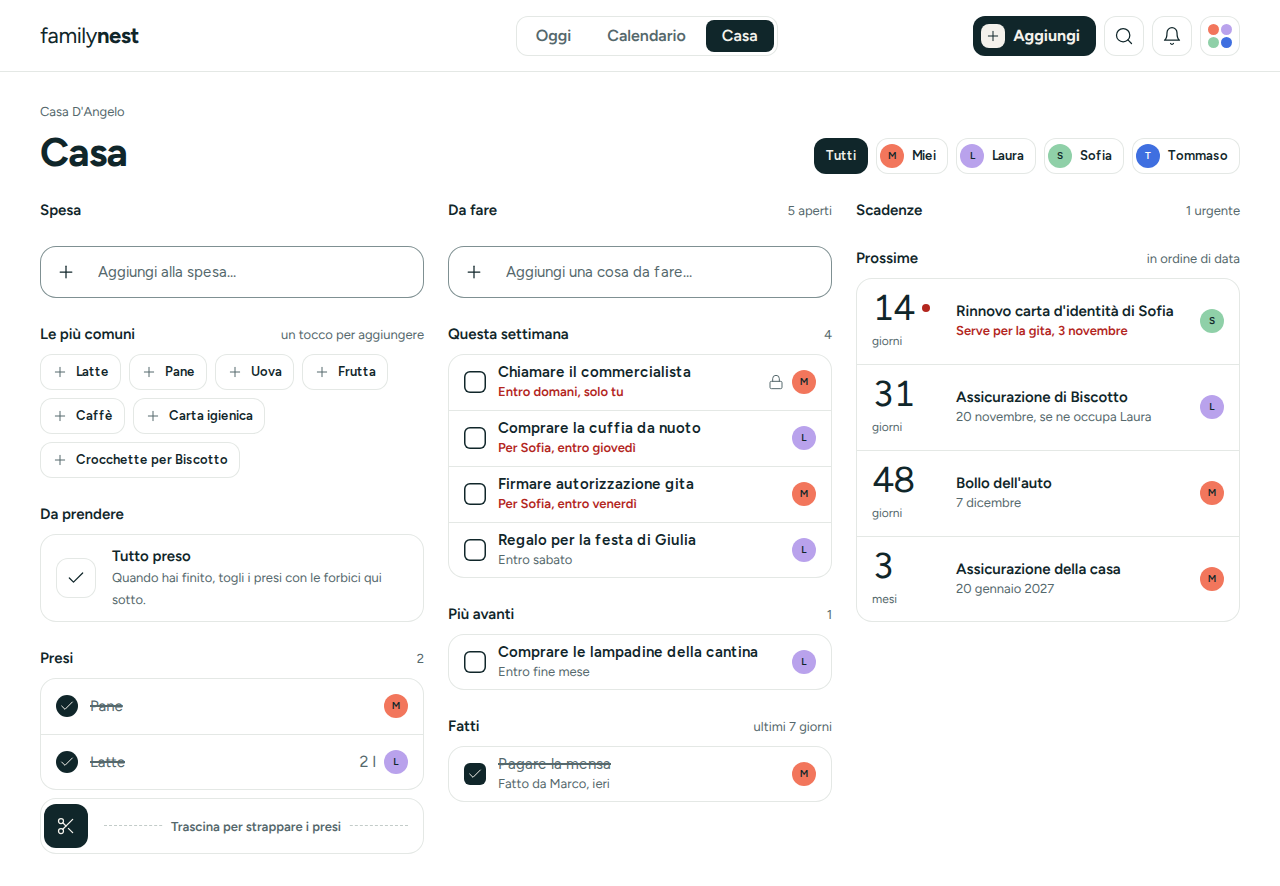 familynest
Oggi
Calendario
Casa
Aggiungi
Casa D'Angelo
Casa
Tutti
M Miei
L Laura
S Sofia
T Tommaso
Spesa
Aggiungi alla spesa...
Le più comuni
un tocco per aggiungere
Latte
Pane
Uova
Frutta
Caffè
Carta igienica
Crocchette per Biscotto
Da prendere
Tutto preso
Quando hai finito, togli i presi con le forbici qui
sotto.
Presi
2
Pane
M
Latte
2 l
L
Trascina per strappare i presi
Da fare
5 aperti
Aggiungi una cosa da fare...
Questa settimana
4
Chiamare il commercialista
Entro domani, solo tu
M
Comprare la cuffia da nuoto
Per Sofia, entro giovedì
L
Firmare autorizzazione gita
Per Sofia, entro venerdì
M
Regalo per la festa di Giulia
Entro sabato
L
Più avanti
1
Comprare le lampadine della cantina
Entro fine mese
L
Fatti
ultimi 7 giorni
Pagare la mensa
Fatto da Marco, ieri
M
Scadenze
1 urgente
Prossime
in ordine di data
14
giorni
Rinnovo carta d'identità di Sofia
Serve per la gita, 3 novembre
S
31
giorni
Assicurazione di Biscotto
20 novembre, se ne occupa Laura
L
48
giorni
Bollo dell'auto
7 dicembre
M
3
mesi
Assicurazione della casa
20 gennaio 2027
M